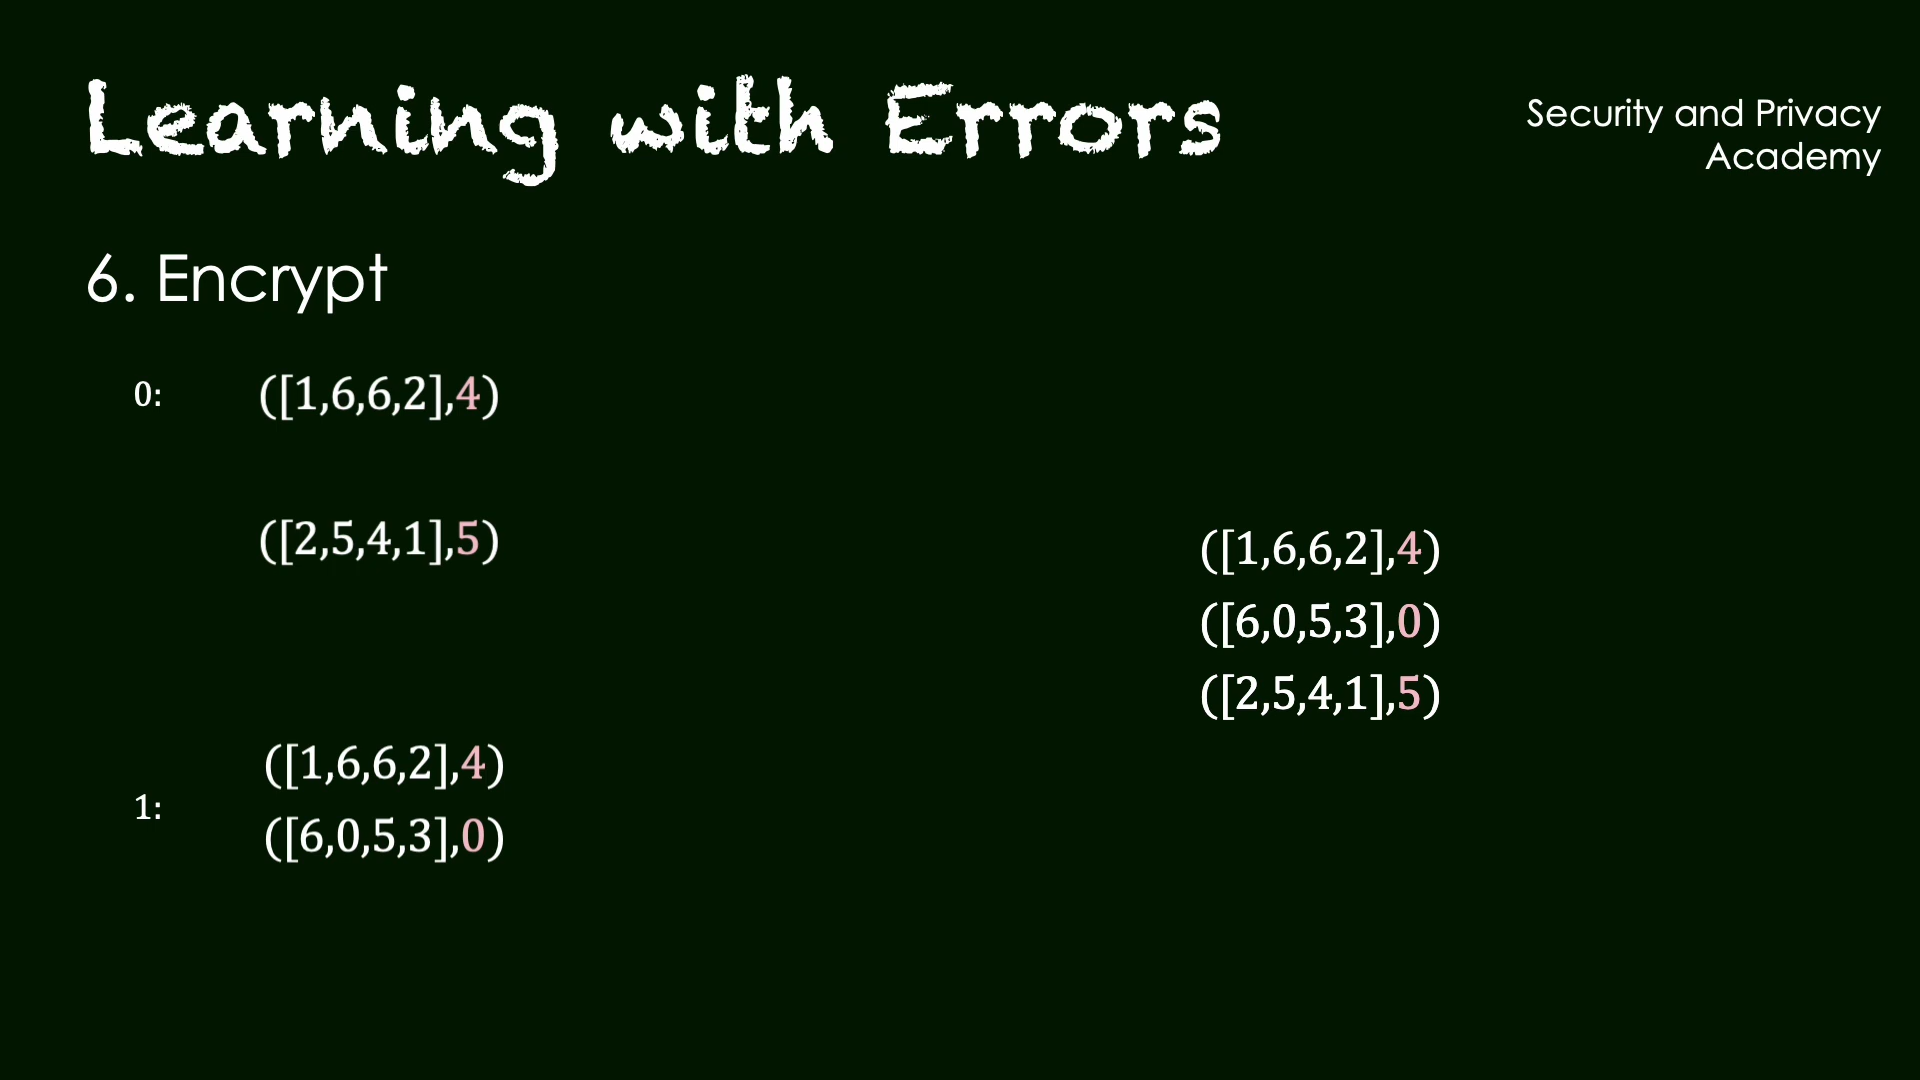 Learning with Errors
Security and Privacy
Academy
6. Encrypt
0:
([1,6,6,2],4)
([2,5,4,1],5)
1:
([1,6,6,2],4)
([6,0,5,3],0)
([1,6,6,2],4)
([6,0,5,3],0)
([2,5,4,1],5)